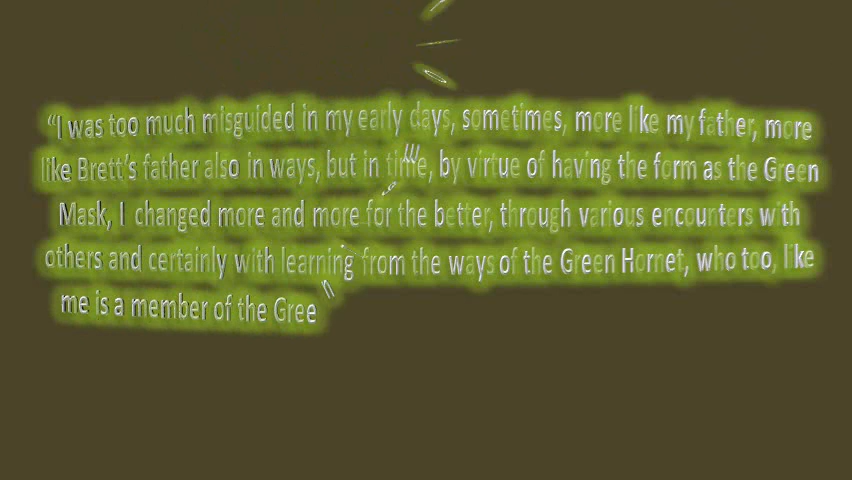 “I was too much misguided in my early days, sometimes, more like my father, more
like Brett’s father also in ways, but in time, by virtue of having the form as the Green
Mask, I changed more and more for the better, through various encounters with
others and certainly with learning from the ways of the Green Hornet, who too, like
me is a member of the Green